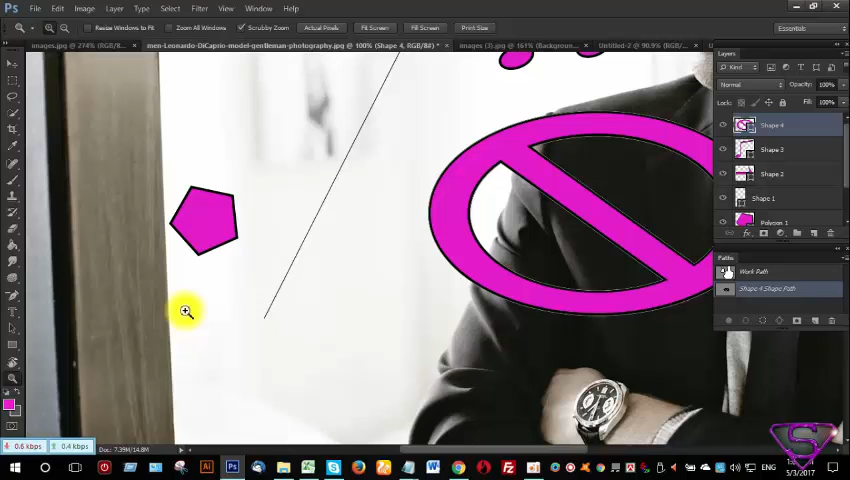 Ps File Edit Image Layer Type Select Filter View Window Help
Resize Windows to Fit Zoom All Windows Scrubby Zoom Actual Pixels Fit Screen Fill Screen Print Size Essentials
images.jpg @ 274% (RGB/8... × men-Leonardo-DiCaprio-model-gentleman-photography.jpg @ 100% (Shape 4, RGB/8#) * × images (3).jpg @ 161% (Backgroun... × Untitled-2 @ 90.9% (RGB/8... ×
Layers
Kind
Normal Opacity: 100%
Lock: Fill: 100%
Shape 4
Shape 3
Shape 2
Shape 1
Polygon 1
Paths
Work Path
Shape 4 Shape Path
0.6 kbps 0.4 kbps Doc: 7.39M/14.8M
ENG
5/3/2017